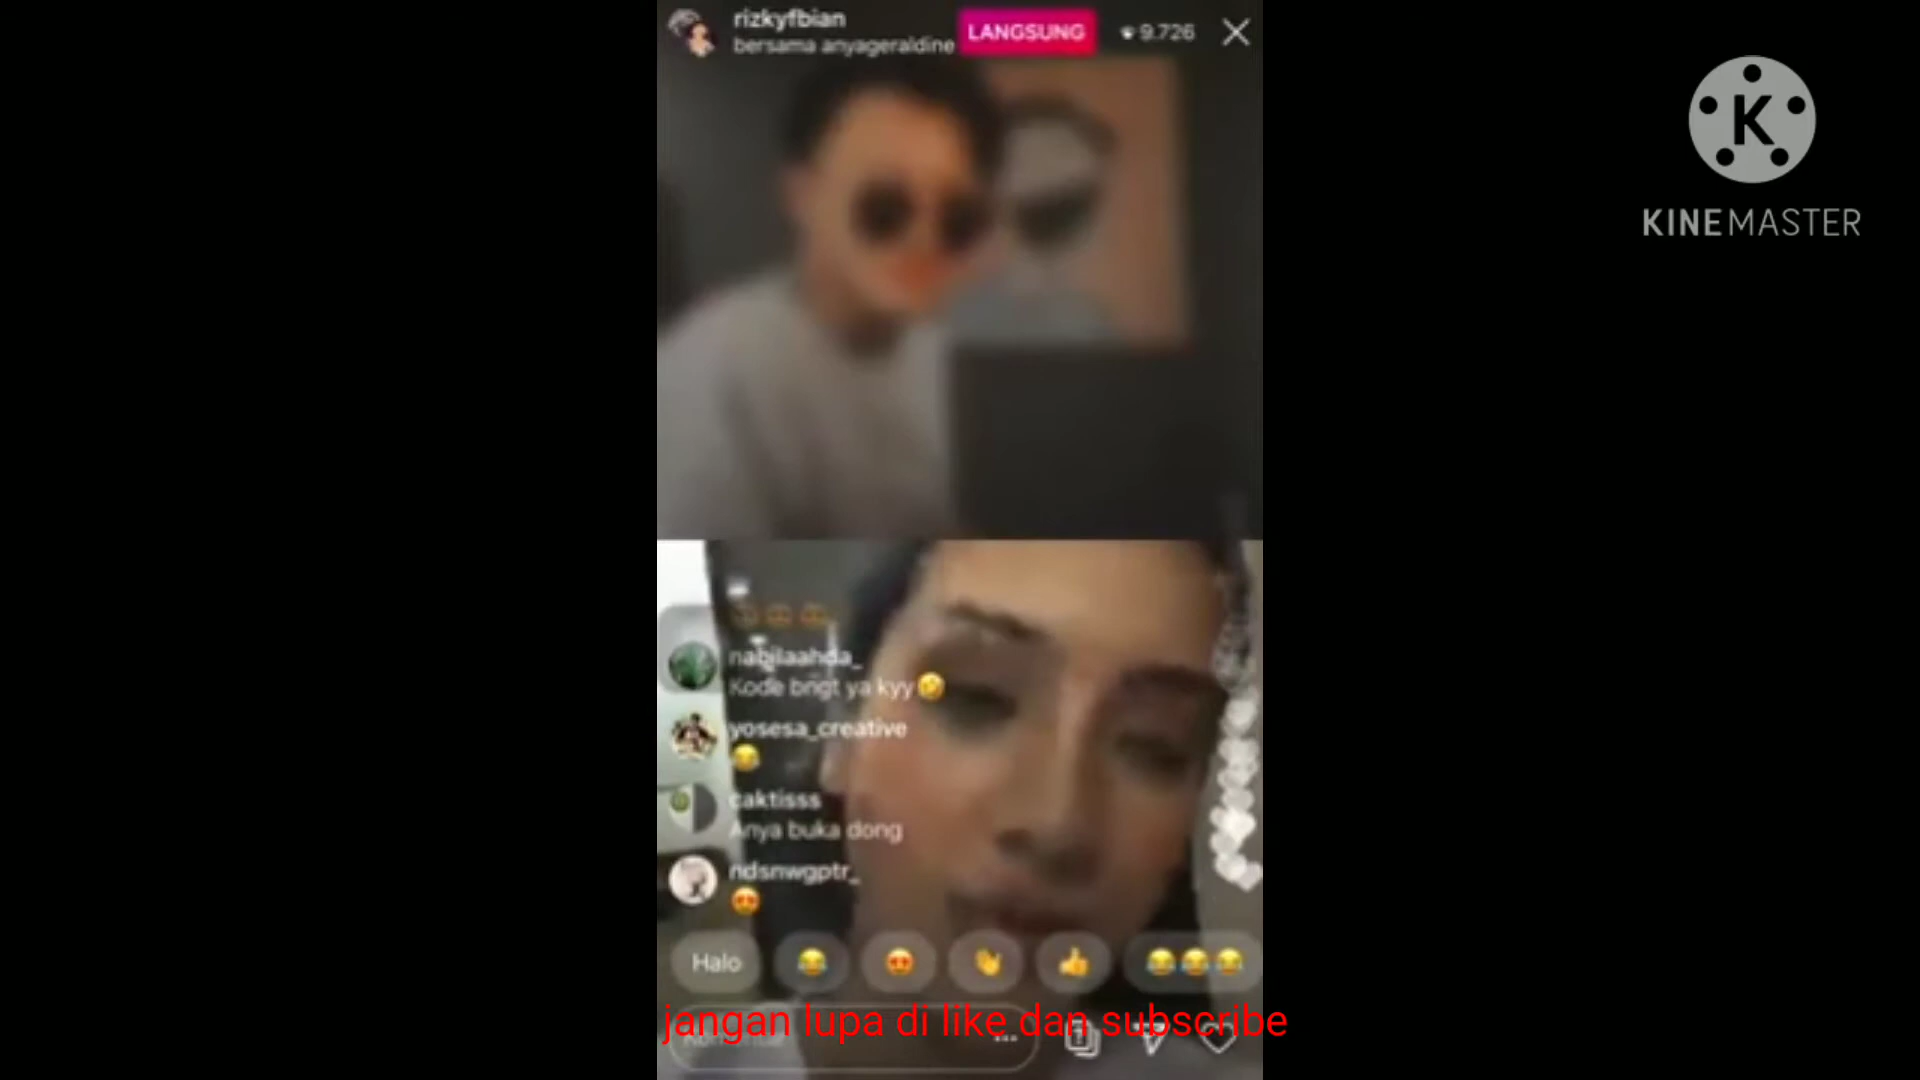 rizkyfbian
bersama anyageraldine
LANGSUNG
9.726
K
KINEMASTER
nabilaahda_
Kode bngt ya kyy🤣
yosesa_creative
😂
caktisss
Anya buka dong
ndsnwgptr_
😍
Halo 😂 😍 👋 👍 😂😂😂
jangan lupa di like dan subscribe